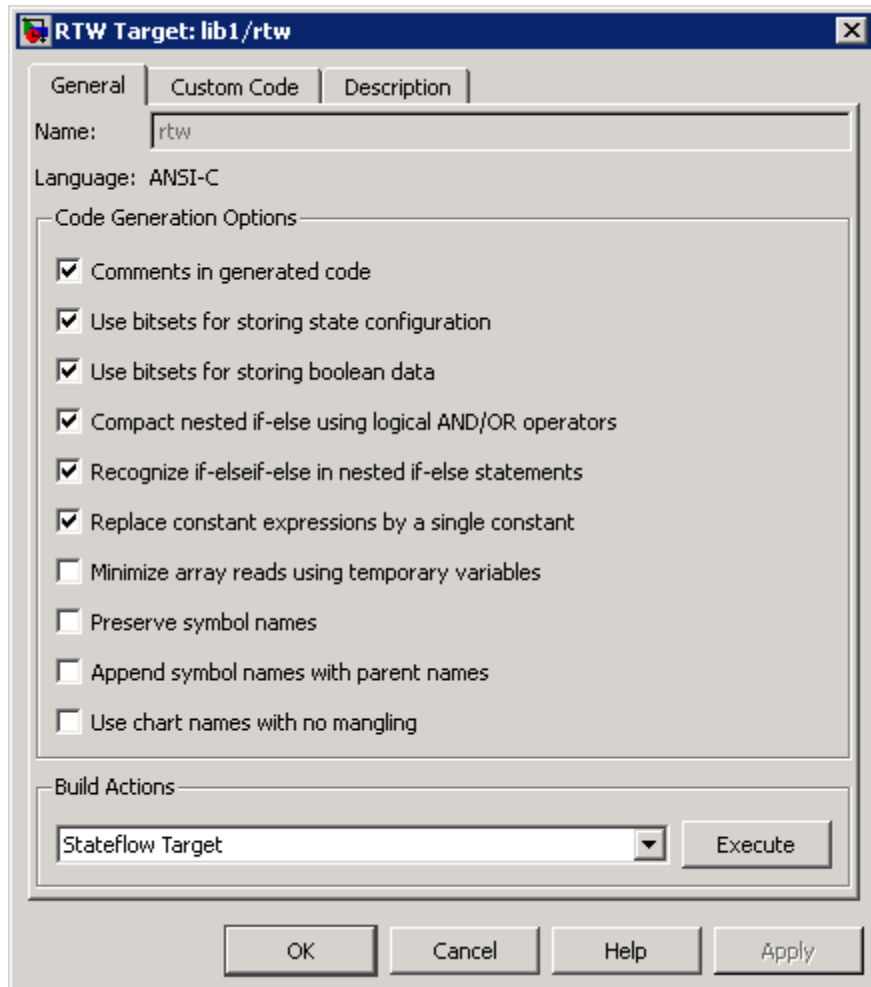 RTW Target: lib1/rtw
General Custom Code Description
Name: rtw
Language: ANSI-C
Code Generation Options
Comments in generated code
Use bitsets for storing state configuration
Use bitsets for storing boolean data
Compact nested if-else using logical AND/OR operators
Recognize if-elseif-else in nested if-else statements
Replace constant expressions by a single constant
Minimize array reads using temporary variables
Preserve symbol names
Append symbol names with parent names
Use chart names with no mangling
Build Actions
Stateflow Target Execute
OK Cancel Help Apply